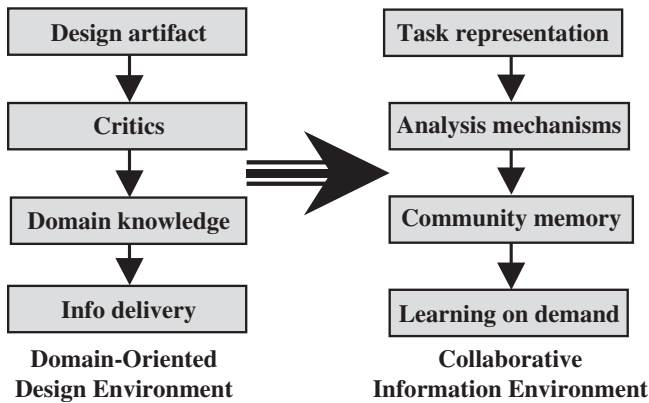 Design artifact
Critics
Domain knowledge
Info delivery
Domain-Oriented
Design Environment
Task representation
Analysis mechanisms
Community memory
Learning on demand
Collaborative
Information Environment